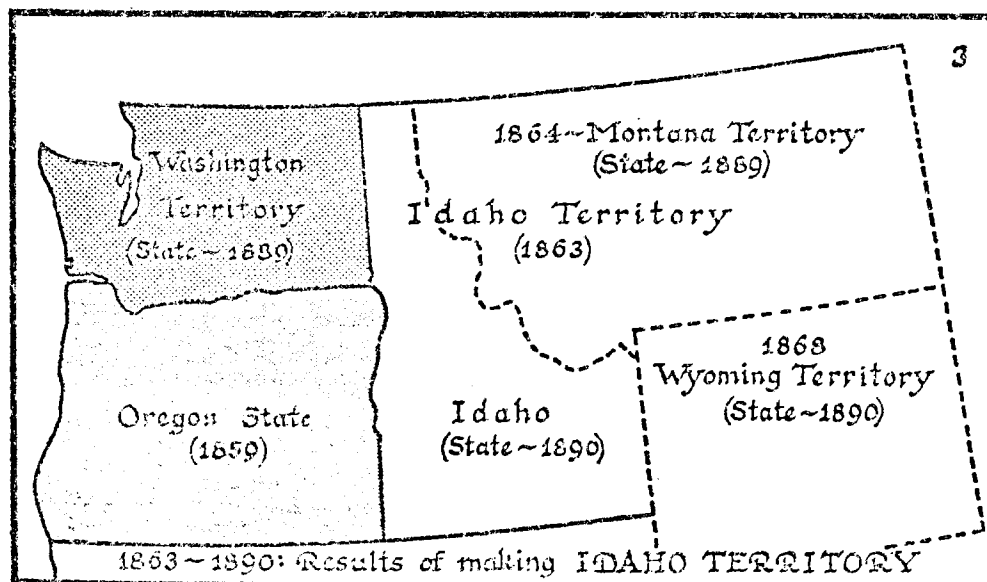 3
1864~Montana Territory
(State~1889)
Washington
Territory
(State~1889)
Idaho Territory
(1863)
1868
Wyoming Territory
(State~1890)
Oregon State
(1859)
Idaho
(State~1890)
1863~1890: Results of making IDAHO TERRITORY